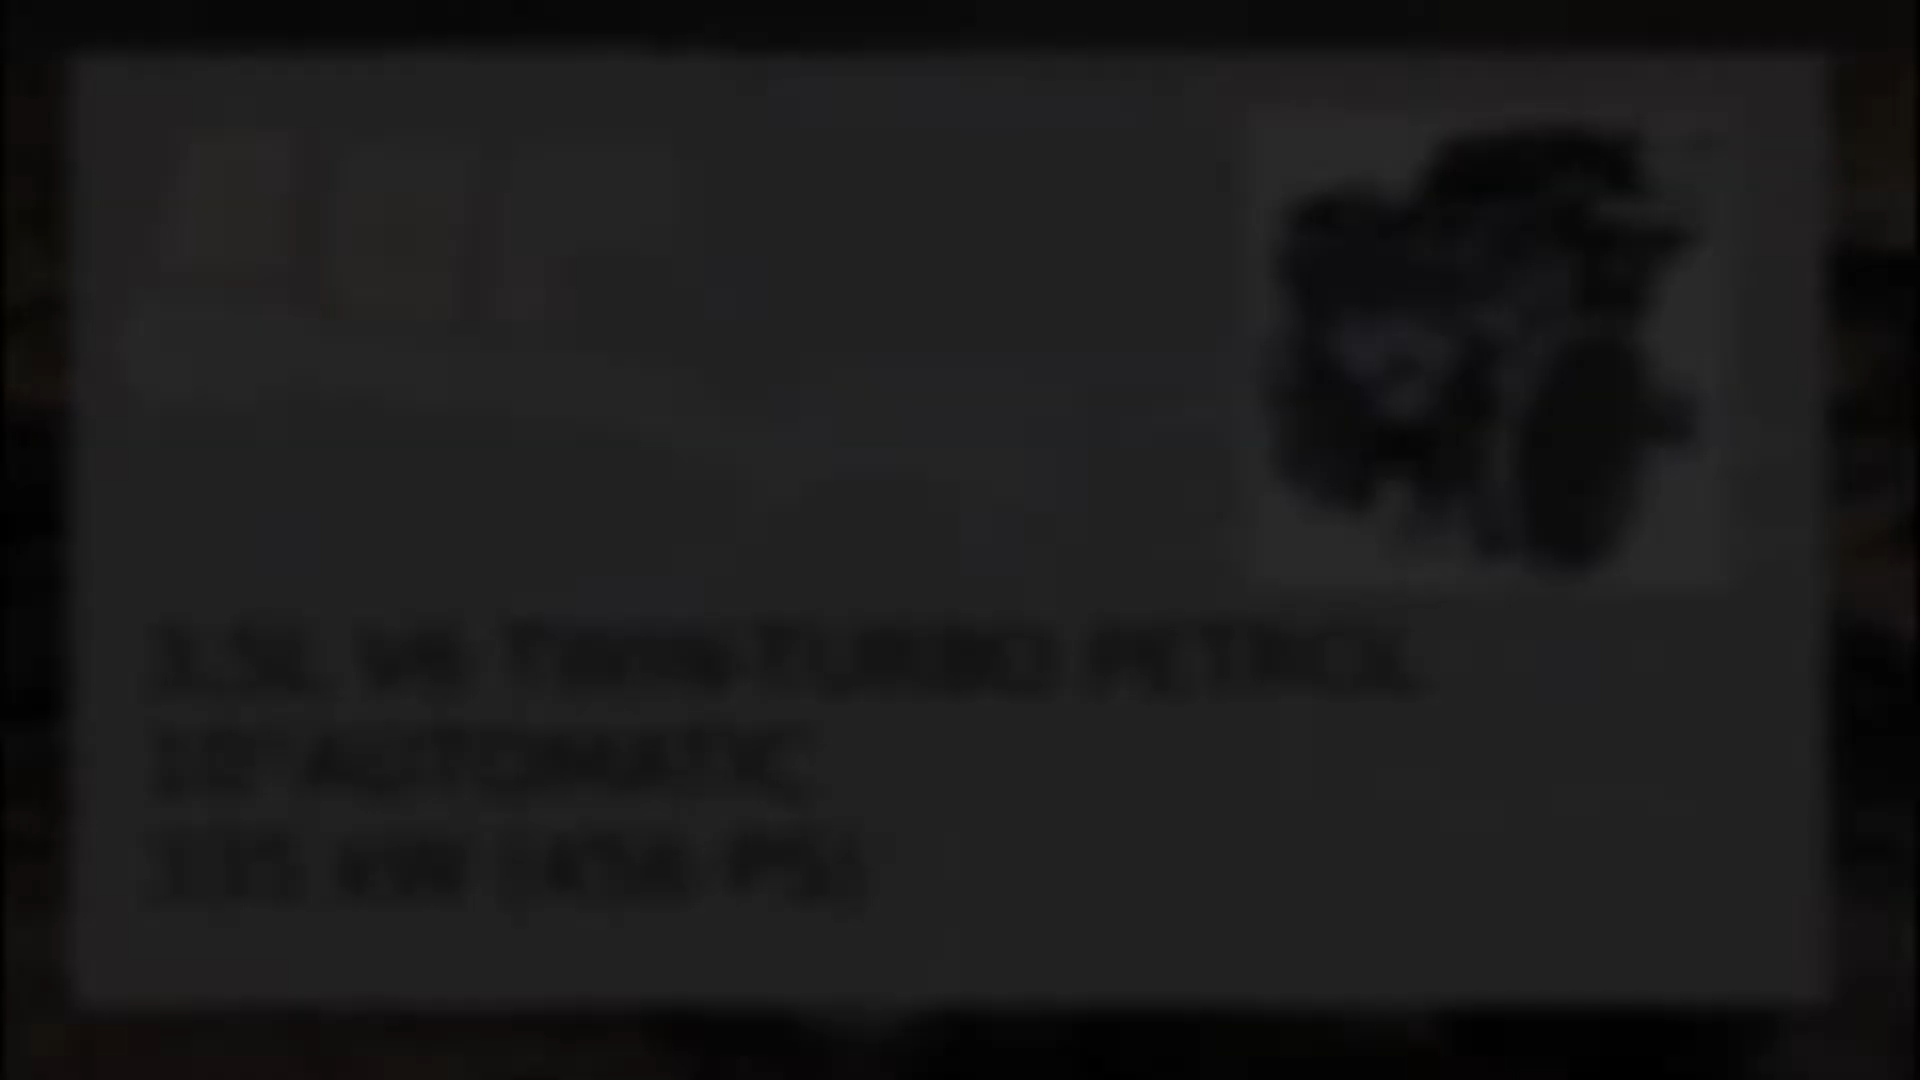 3.5L V6 TWIN-TURBO PETROL
10' AUTOMATIC
335 kW (456 PS)